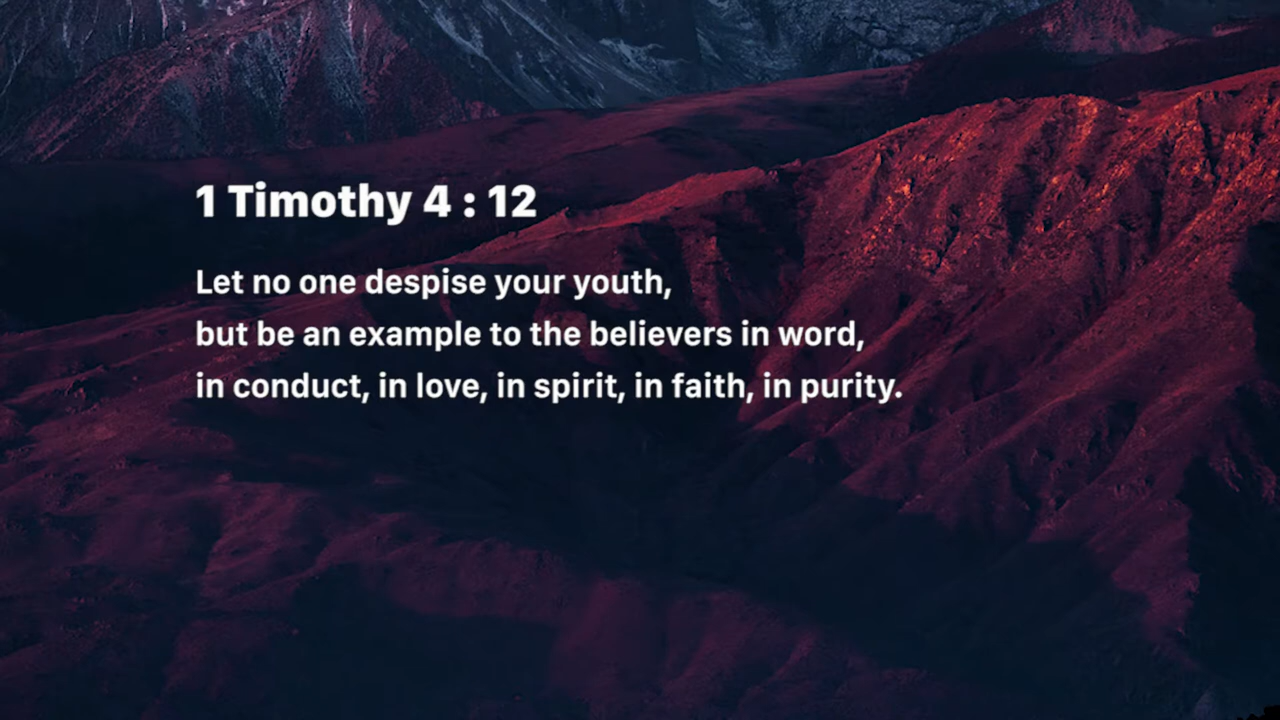 1 Timothy 4 : 12
Let no one despise your youth,
but be an example to the believers in word,
in conduct, in love, in spirit, in faith, in purity.